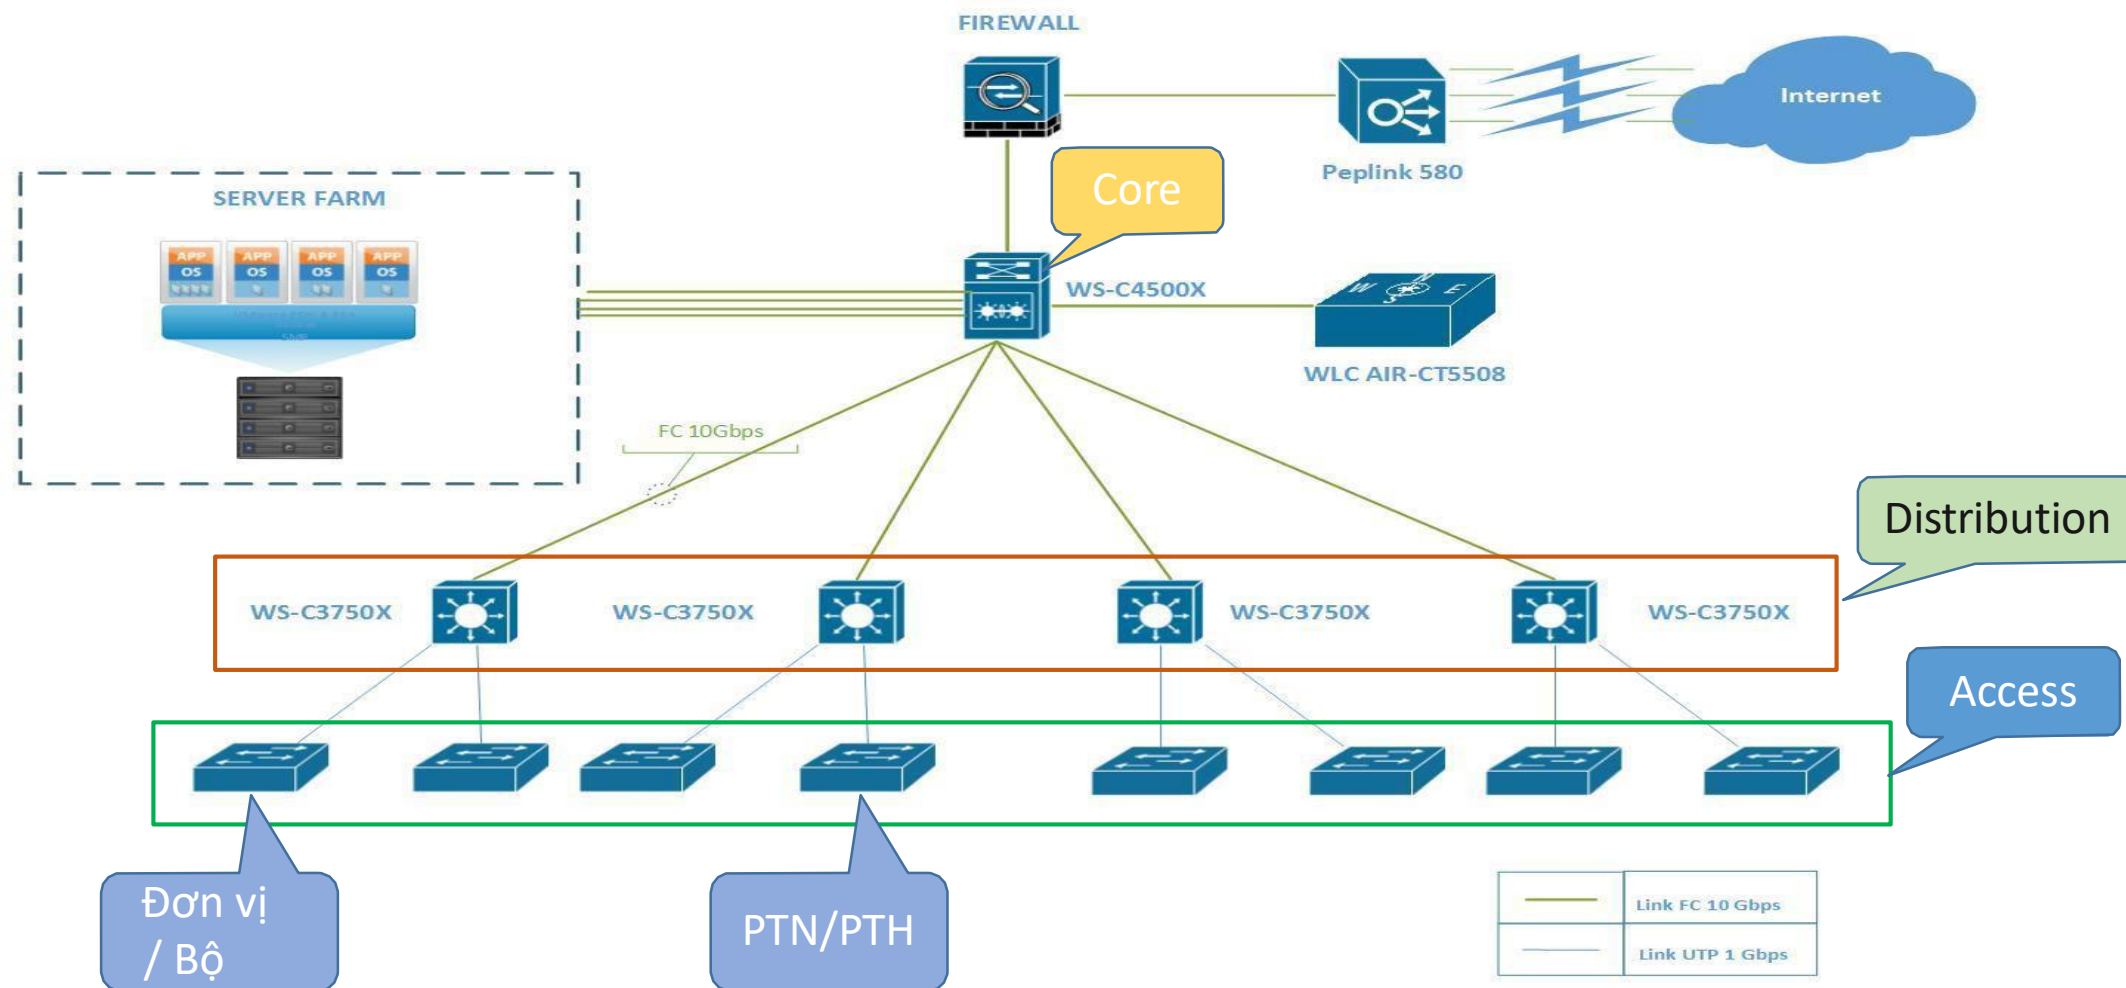 FIREWALL
Internet
Peplink 580
Core
SERVER FARM
APP
OS
APP
OS
APP
OS
APP
OS
WS-C4500X
WLC AIR-CT5508
FC 10Gbps
Distribution
WS-C3750X
WS-C3750X
WS-C3750X
WS-C3750X
Access
Đơn vị
/ Bộ
PTN/PTH
Link FC 10 Gbps
Link UTP 1 Gbps